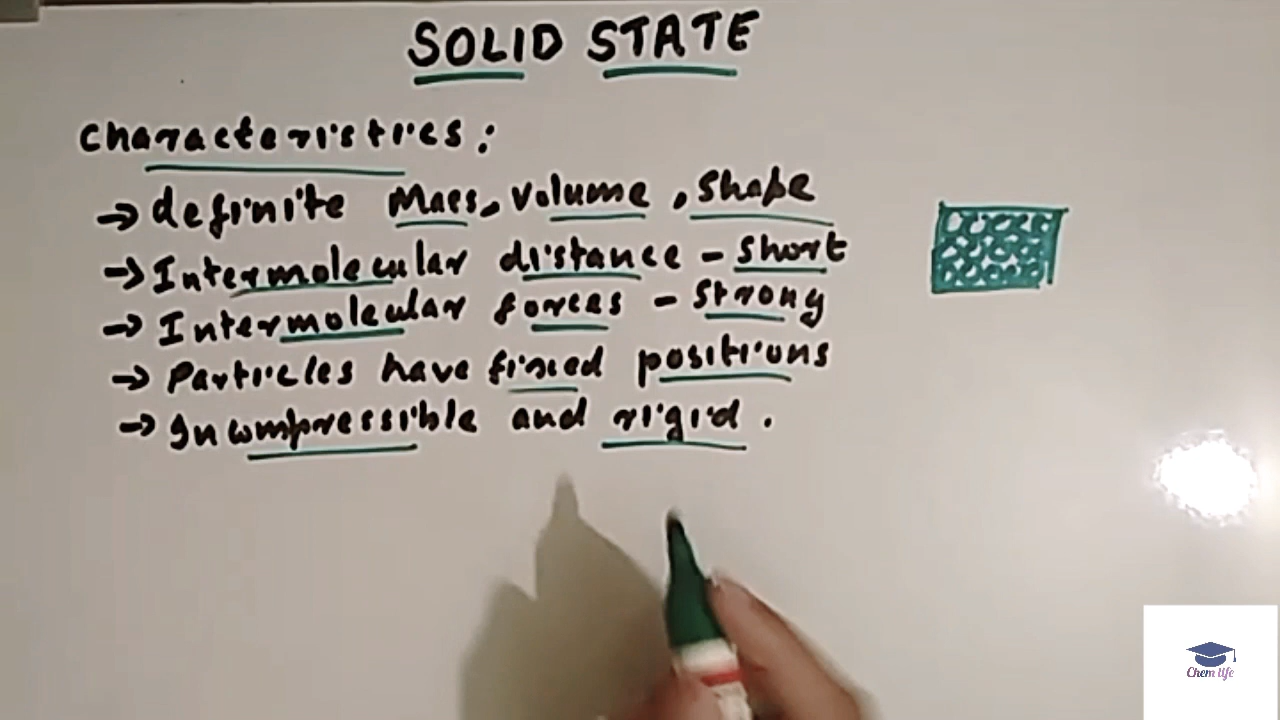 SOLID STATE
Characteristics:
→ definite Mass, Volume, Shape
→ Intermolecular distance - Short
→ Intermolecular forces - Strong
→ Particles have fixed positions
→ Incompressible and rigid.
Chem life